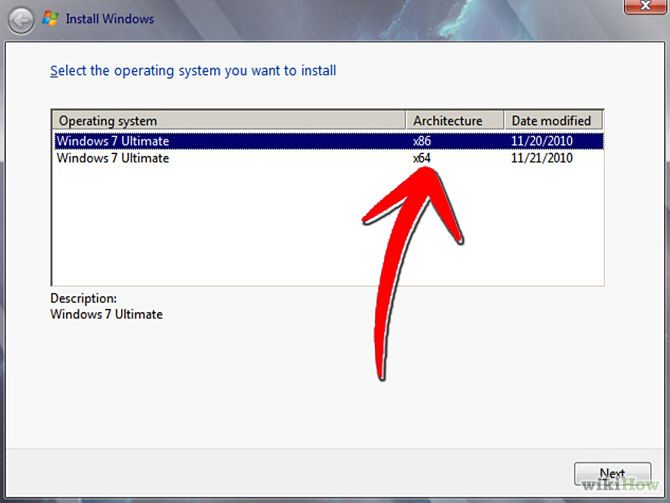 Install Windows
Select the operating system you want to install
Operating system Architecture Date modified
Windows 7 Ultimate x86 11/20/2010
Windows 7 Ultimate x64 11/21/2010
Description:
Windows 7 Ultimate
Next
wikiHow